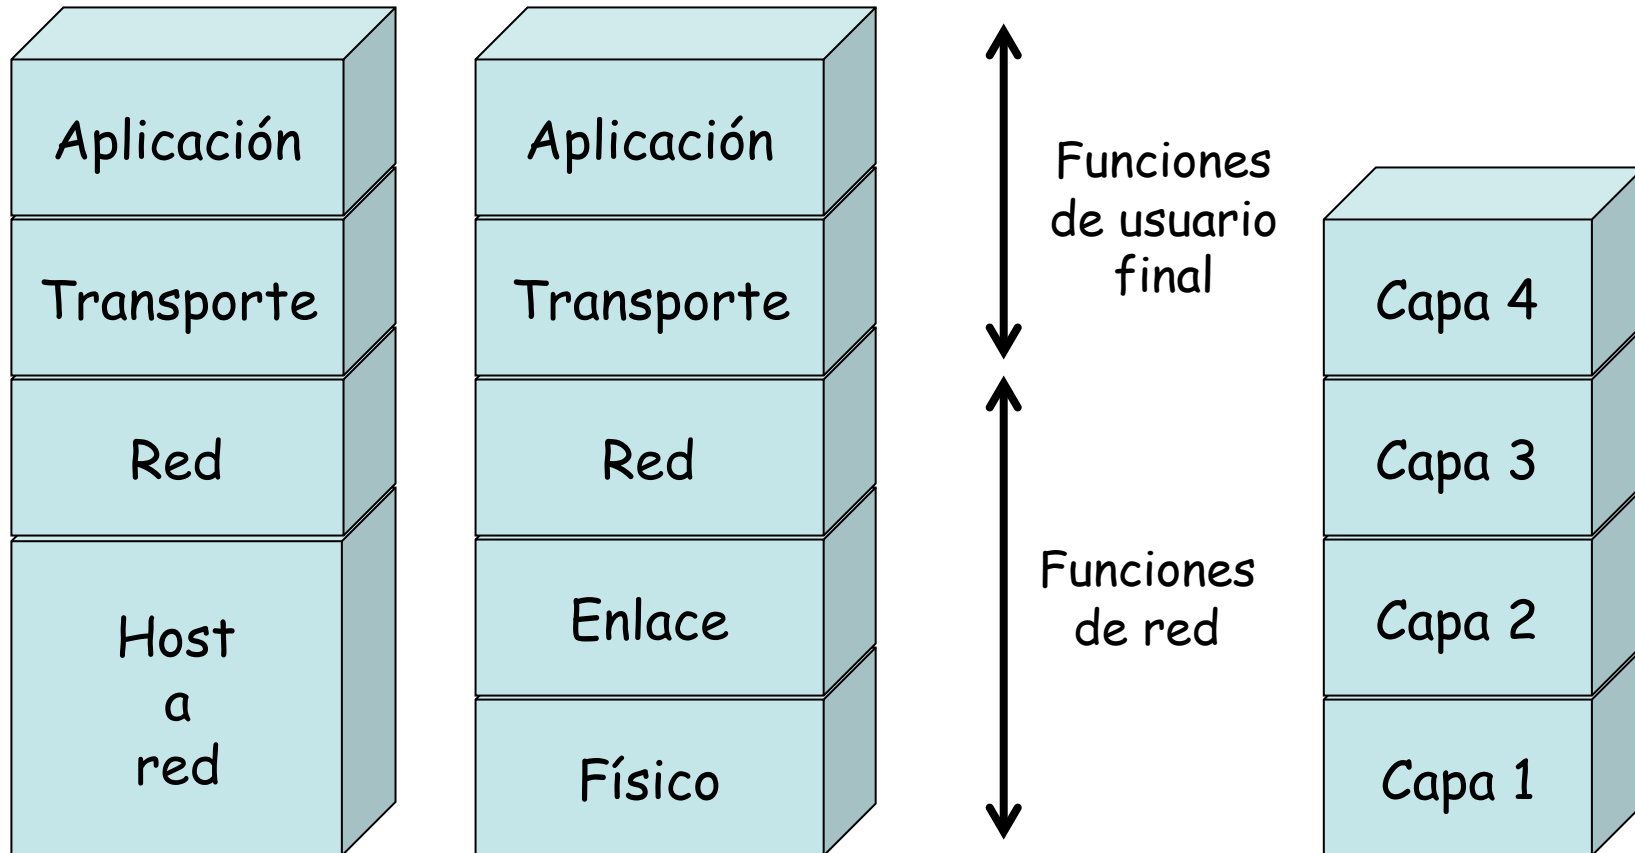 Aplicación
Transporte
Red
Host
a
red
Aplicación
Transporte
Red
Enlace
Físico
Funciones
de usuario
final
Funciones
de red
Capa 4
Capa 3
Capa 2
Capa 1